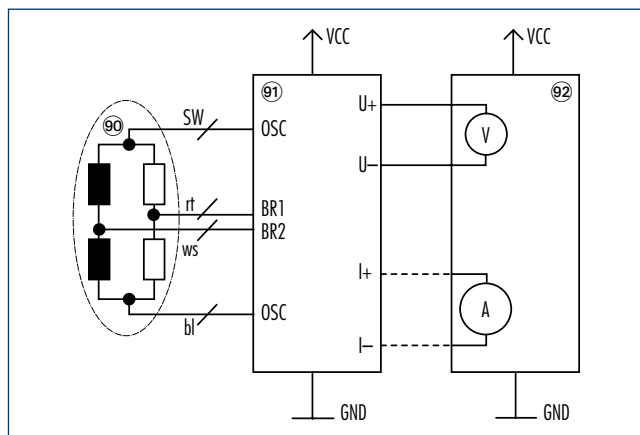 VCC
VCC
90
91
92
SW
OSC
U+
V
U−
rt
BR1
BR2
ws
I+
A
bl
OSC
I−
GND
GND